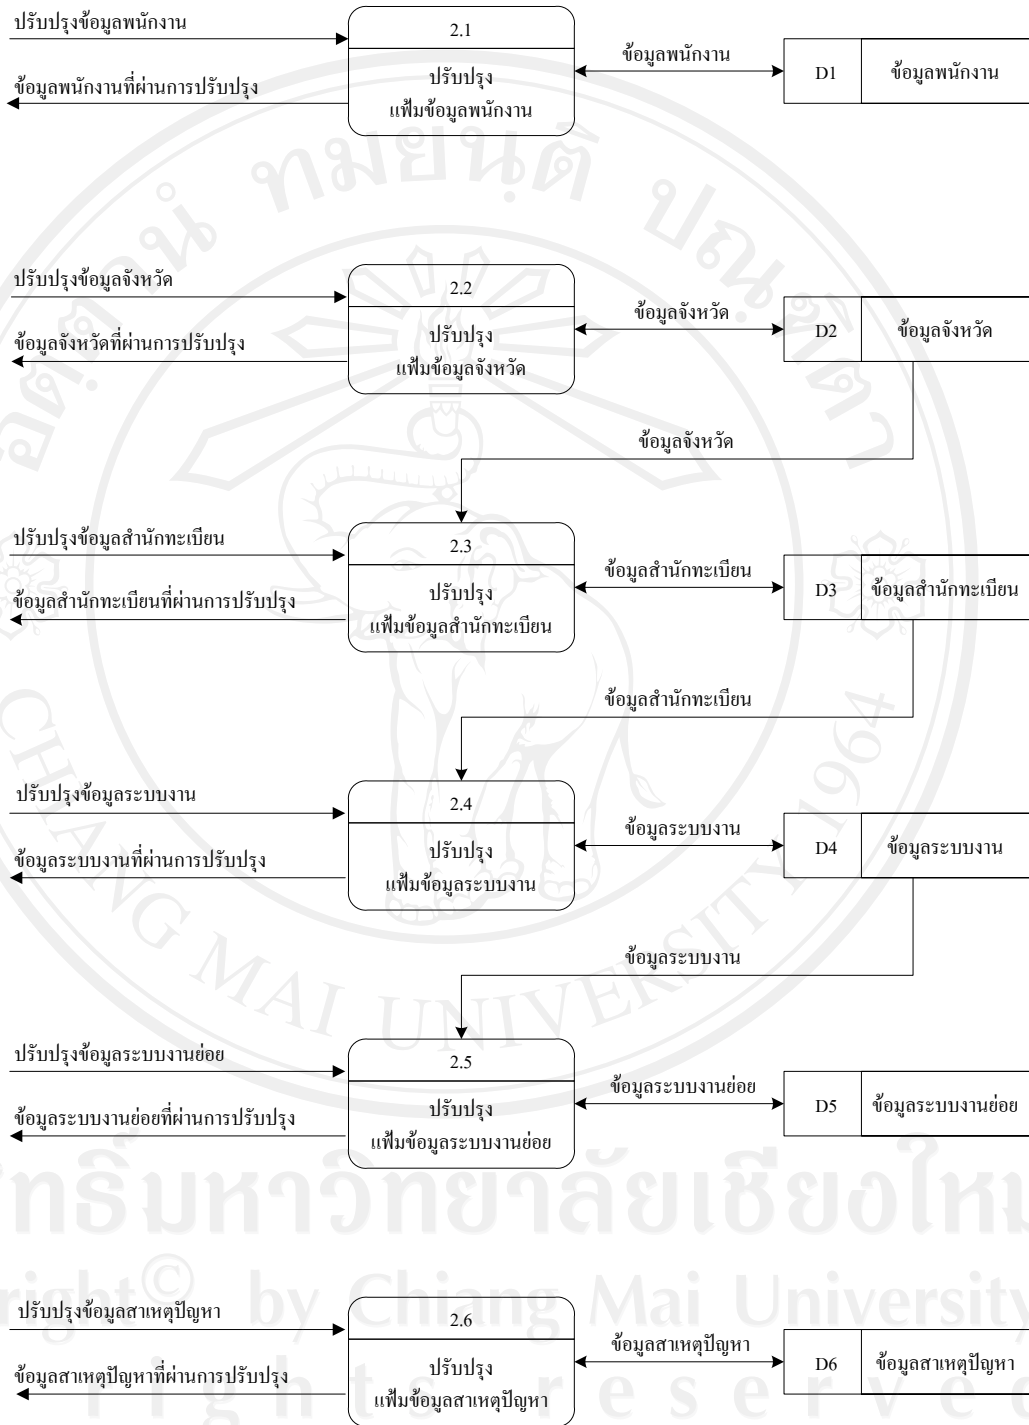 ปรับปรุงข้อมูลพนักงาน
2.1
ข้อมูลพนักงาน
D1
ข้อมูลพนักงาน
ปรับปรุง
ข้อมูลพนักงานที่ผ่านการปรับปรุง
แฟ้มข้อมูลพนักงาน
ปรับปรุงข้อมูลจังหวัด
2.2
ข้อมูลจังหวัด
D2
ข้อมูลจังหวัด
ปรับปรุง
ข้อมูลจังหวัดที่ผ่านการปรับปรุง
แฟ้มข้อมูลจังหวัด
ข้อมูลจังหวัด
ปรับปรุงข้อมูลสำนักทะเบียน
2.3
ข้อมูลสำนักทะเบียน
D3
ข้อมูลสำนักทะเบียน
ปรับปรุง
ข้อมูลสำนักทะเบียนที่ผ่านการปรับปรุง
แฟ้มข้อมูลสำนักทะเบียน
ข้อมูลสำนักทะเบียน
ปรับปรุงข้อมูลระบบงาน
2.4
ข้อมูลระบบงาน
D4
ข้อมูลระบบงาน
ปรับปรุง
ข้อมูลระบบงานที่ผ่านการปรับปรุง
แฟ้มข้อมูลระบบงาน
ข้อมูลระบบงาน
ปรับปรุงข้อมูลระบบงานย่อย
2.5
ข้อมูลระบบงานย่อย
D5
ข้อมูลระบบงานย่อย
ปรับปรุง
ข้อมูลระบบงานย่อยที่ผ่านการปรับปรุง
แฟ้มข้อมูลระบบงานย่อย
ปรับปรุงข้อมูลสาเหตุปัญหา
2.6
ข้อมูลสาเหตุปัญหา
D6
ข้อมูลสาเหตุปัญหา
ปรับปรุง
ข้อมูลสาเหตุปัญหาที่ผ่านการปรับปรุง
แฟ้มข้อมูลสาเหตุปัญหา
CHIANG MAI UNIVERSITY 1964
มหาวิทยาลัยเชียงใหม
© by Chiang Mai University
rights reserved